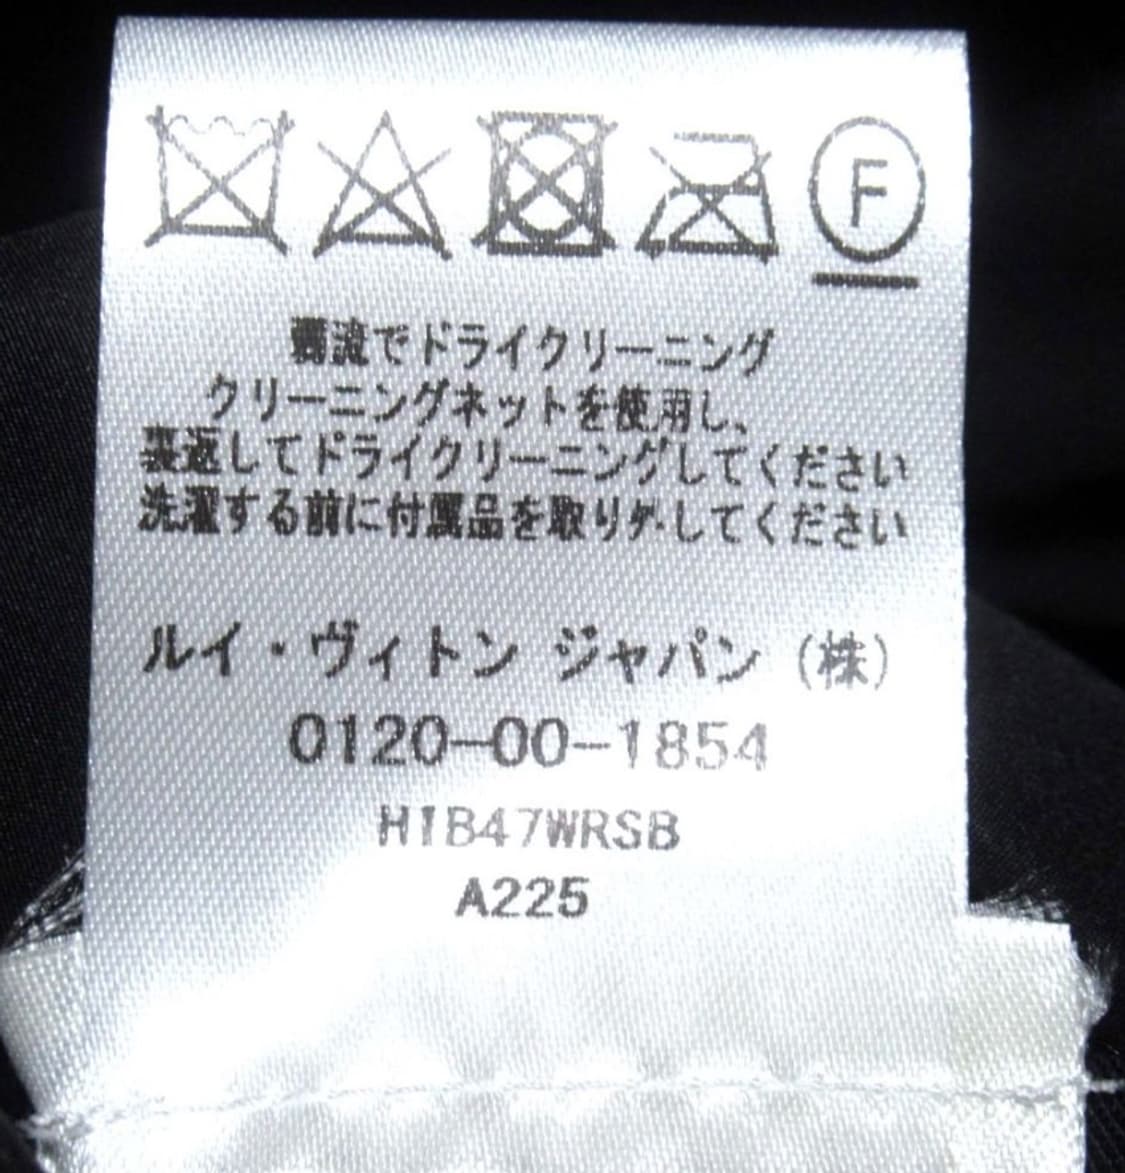 F
弱流でドライクリーニング
クリーニングネットを使用し、
裏返してドライクリーニングしてください
洗濯する前に付属品を取り外してください
ルイ・ヴィトン ジャパン (株)
0120-00-1854
H1B47WRSB
A225